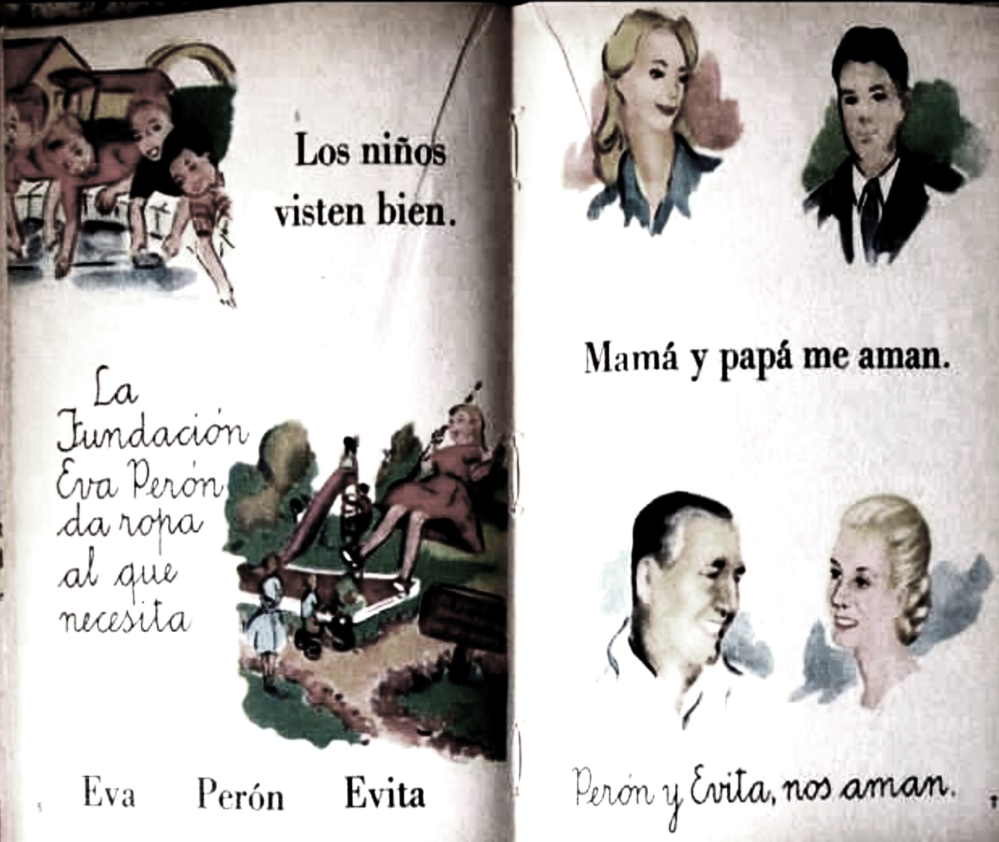 Los niños
visten bien.
La
Fundación
Eva Perón
da ropa
al que
necesita
Eva Perón Evita
Mamá y papá me aman.
Perón y Evita, nos aman.